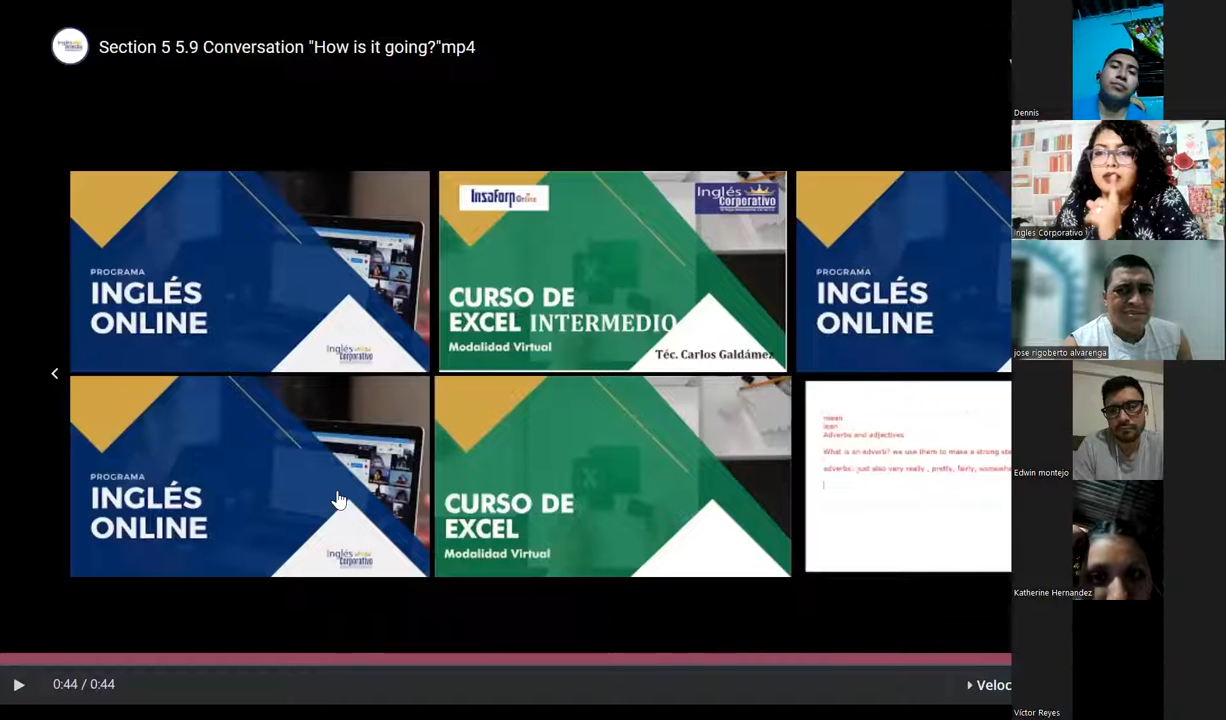 Section 5 5.9 Conversation "How is it going?"mp4
PROGRAMA
INGLÉS
ONLINE
Inglés
Corporativo
Insaforp Online
Inglés
Corporativo
CURSO DE
EXCEL INTERMEDIO
Modalidad Virtual
Téc. Carlos Galdámez
PROGRAMA
INGLÉS
ONLINE
PROGRAMA
INGLÉS
ONLINE
Inglés
Corporativo
CURSO DE
EXCEL
Modalidad Virtual
mean
Adverbs and adjectives
What is an adverb? we use them to make a strong
adverbs: just also very really , pretty, fairly,
0:44 / 0:44
Veloc
Dennis
Ingles Corporativo
jose rigoberto alvarenga
Edwin montejo
Katherine Hernandez
Víctor Reyes